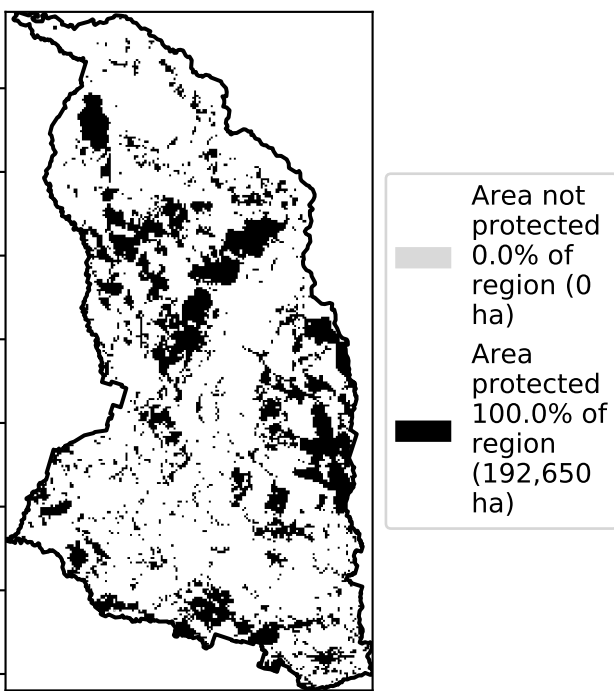 Area not
protected
0.0% of
region (0
ha)
Area
protected
100.0% of
region
(192,650
ha)